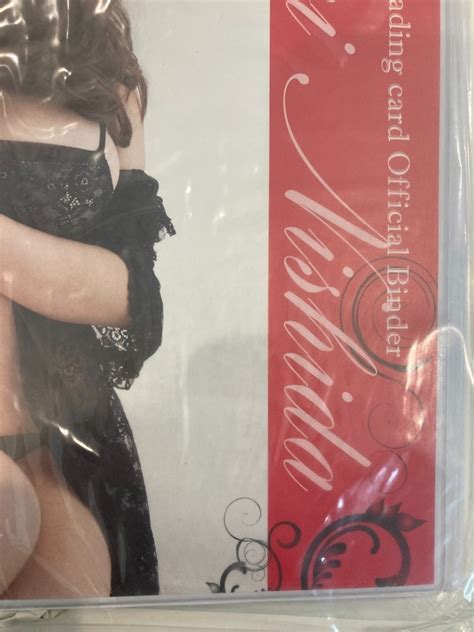 ading card Official Binder
i Nishida